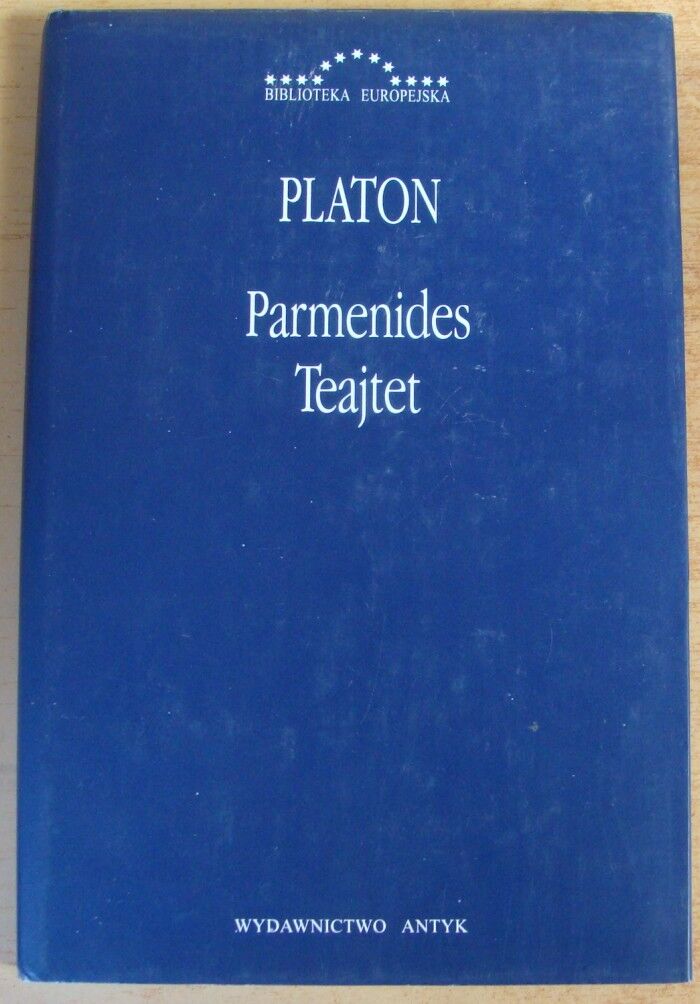 BIBLIOTEKA EUROPEJSKA
PLATON
Parmenides
Teajtet
WYDAWNICTWO ANTYK